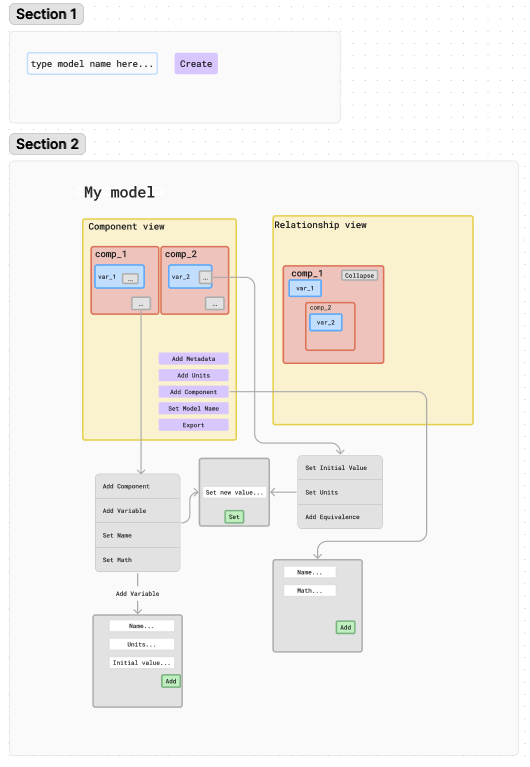 Section 1
type model name here...
Create
Section 2
My model
Component view
comp_1
comp_2
var_1
...
var_2
...
...
...
Add Metadata
Add Units
Add Component
Set Model Name
Export
Relationship view
comp_1
Collapse
var_1
comp_2
var_2
Add Component
Add Variable
Set Name
Set Math
Set new value...
Set
Set Initial Value
Set Units
Add Equivalence
Add Variable
Name...
Units...
Initial value...
Add
Name...
Math...
Add